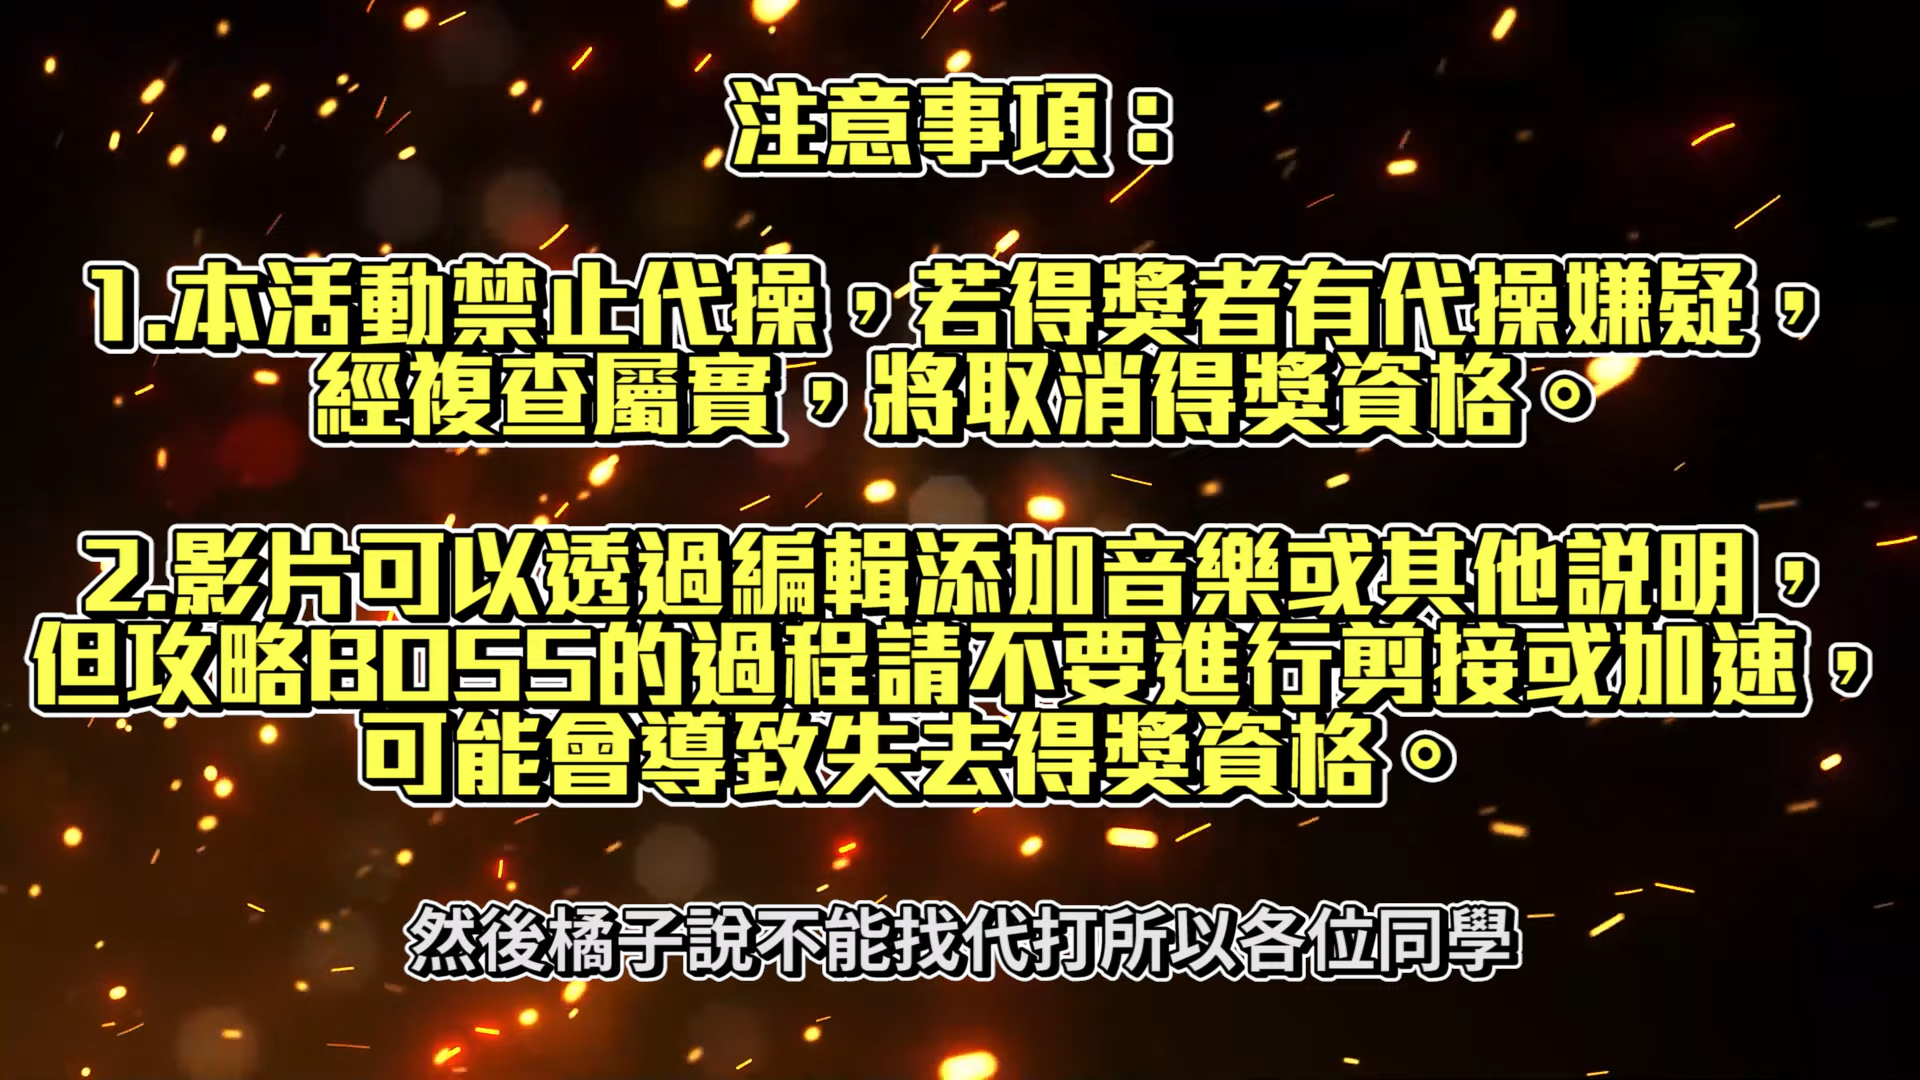 注意事項：
1.本活動禁止代操，若得獎者有代操嫌疑，
經複查屬實，將取消得獎資格。
2.影片可以透過編輯添加音樂或其他說明，
但攻略BOSS的過程請不要進行剪接或加速，
可能會導致失去得獎資格。
然後橘子說不能找代打所以各位同學